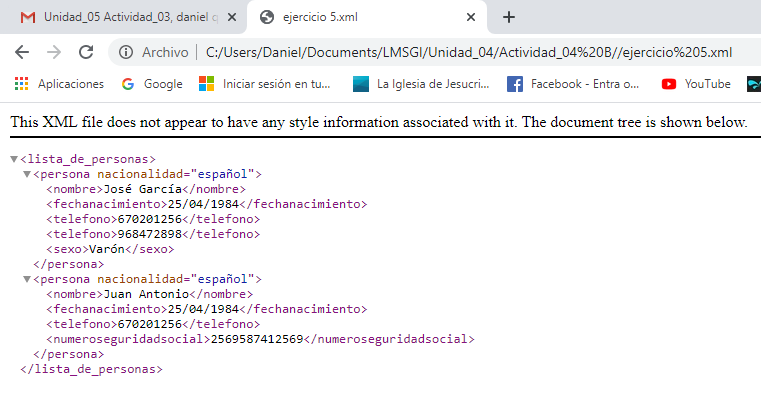 Unidad_05 Actividad_03, daniel q
ejercicio 5.xml
Archivo C:/Users/Daniel/Documents/LMSGI/Unidad_04/Actividad_04%20B//ejercicio%205.xml
Aplicaciones Google Iniciar sesión en tu... La Iglesia de Jesucri... Facebook - Entra o... YouTube
This XML file does not appear to have any style information associated with it. The document tree is shown below.
<lista_de_personas>
<persona nacionalidad="español">
<nombre>José García</nombre>
<fechanacimiento>25/04/1984</fechanacimiento>
<telefono>670201256</telefono>
<telefono>968472898</telefono>
<sexo>Varón</sexo>
</persona>
<persona nacionalidad="español">
<nombre>Juan Antonio</nombre>
<fechanacimiento>25/04/1984</fechanacimiento>
<telefono>670201256</telefono>
<numeroseguridadsocial>2569587412569</numeroseguridadsocial>
</persona>
</lista_de_personas>